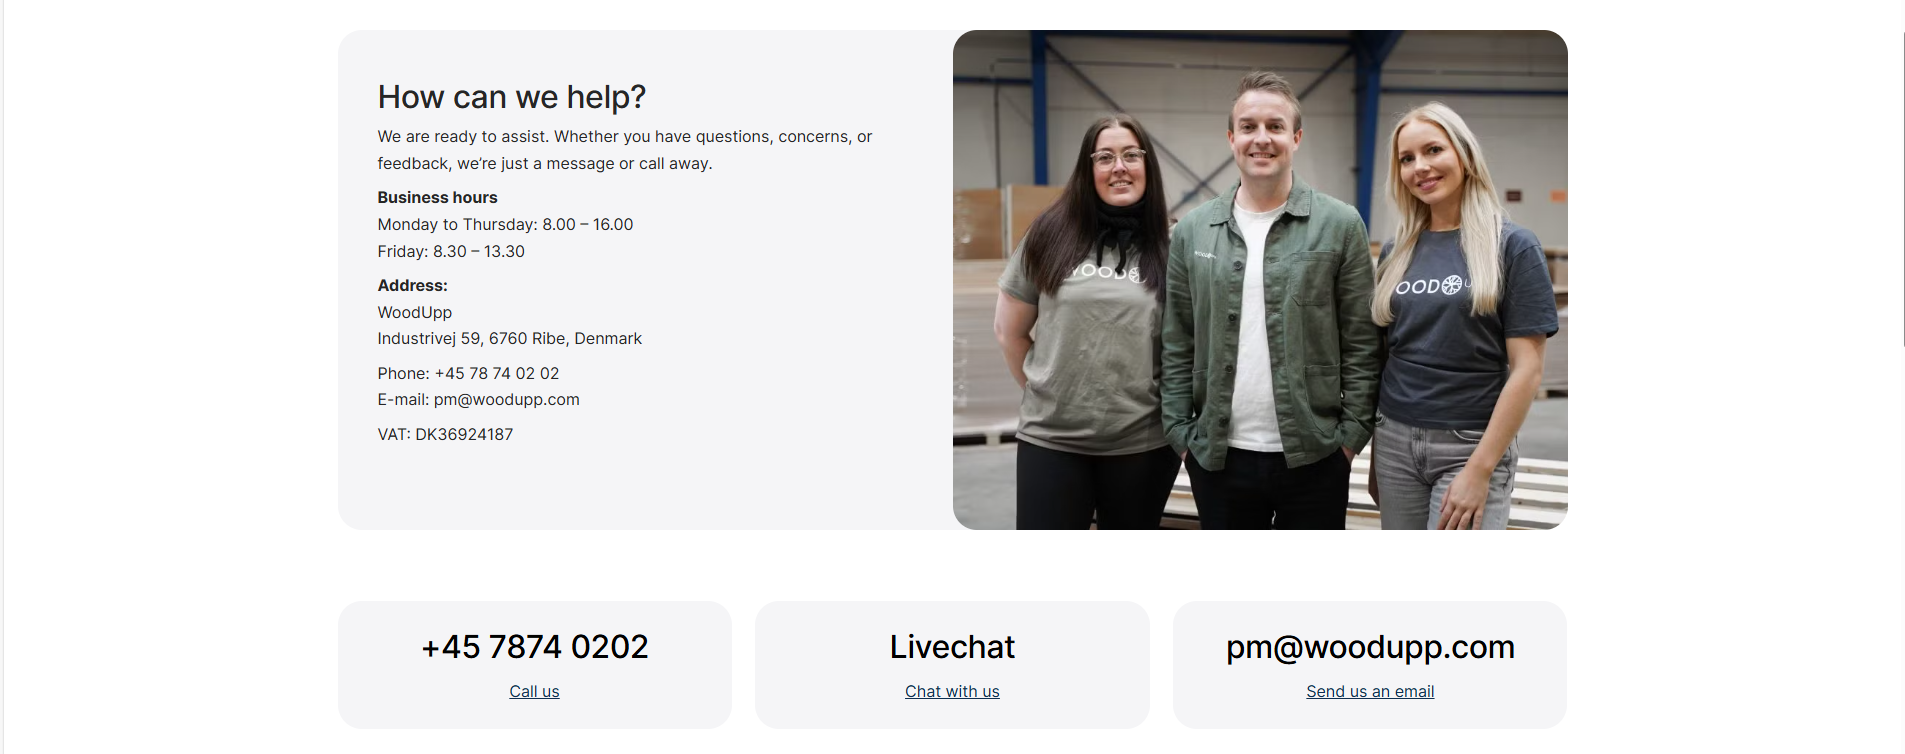 How can we help?
We are ready to assist. Whether you have questions, concerns, or
feedback, we’re just a message or call away.
Business hours
Monday to Thursday: 8.00 – 16.00
Friday: 8.30 – 13.30
Address:
WoodUpp
Industrivej 59, 6760 Ribe, Denmark
Phone: +45 78 74 02 02
E-mail: pm@woodupp.com
VAT: DK36924187
WOOD
OOD U
+45 7874 0202
Call us
Livechat
Chat with us
pm@woodupp.com
Send us an email